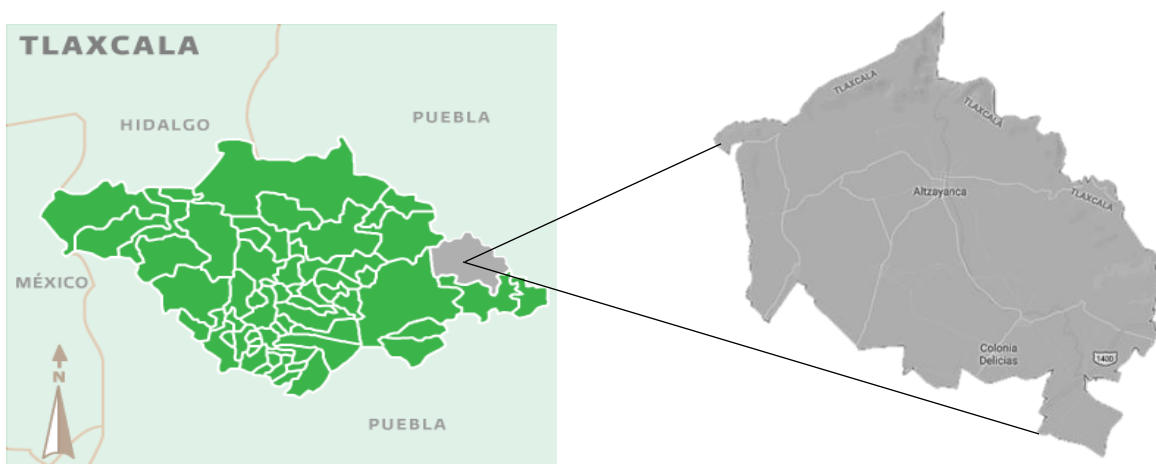 TLAXCALA
HIDALGO
PUEBLA
MÉXICO
N
PUEBLA
TLAXCALA
TLAXCALA
Altzayanca
TLAXCALA
Colonia
Delicias
140D